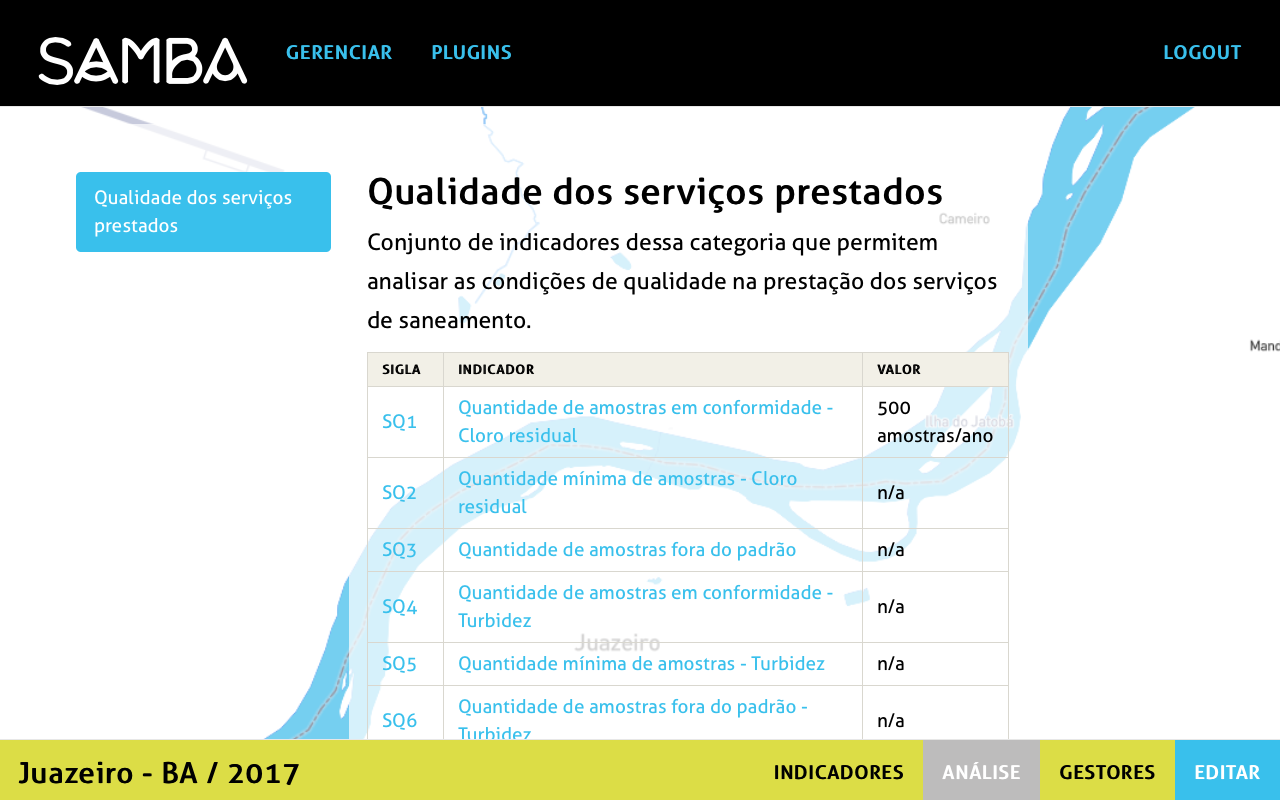 SAMBA
GERENCIAR
PLUGINS
LOGOUT
Qualidade dos serviços
prestados
Qualidade dos serviços prestados
Conjunto de indicadores dessa categoria que permitem
analisar as condições de qualidade na prestação dos serviços
de saneamento.
SIGLA INDICADOR VALOR
SQ1
Quantidade de amostras em conformidade -
Cloro residual
500
amostras/ano
SQ2
Quantidade mínima de amostras - Cloro
residual
n/a
SQ3 Quantidade de amostras fora do padrão n/a
SQ4
Quantidade de amostras em conformidade -
Turbidez
n/a
SQ5 Quantidade mínima de amostras - Turbidez n/a
SQ6
Quantidade de amostras fora do padrão -
Turbidez
n/a
Cameiro
Ilha do Jatobá
Juazeiro
Juazeiro - BA / 2017
INDICADORES
ANÁLISE
GESTORES
EDITAR